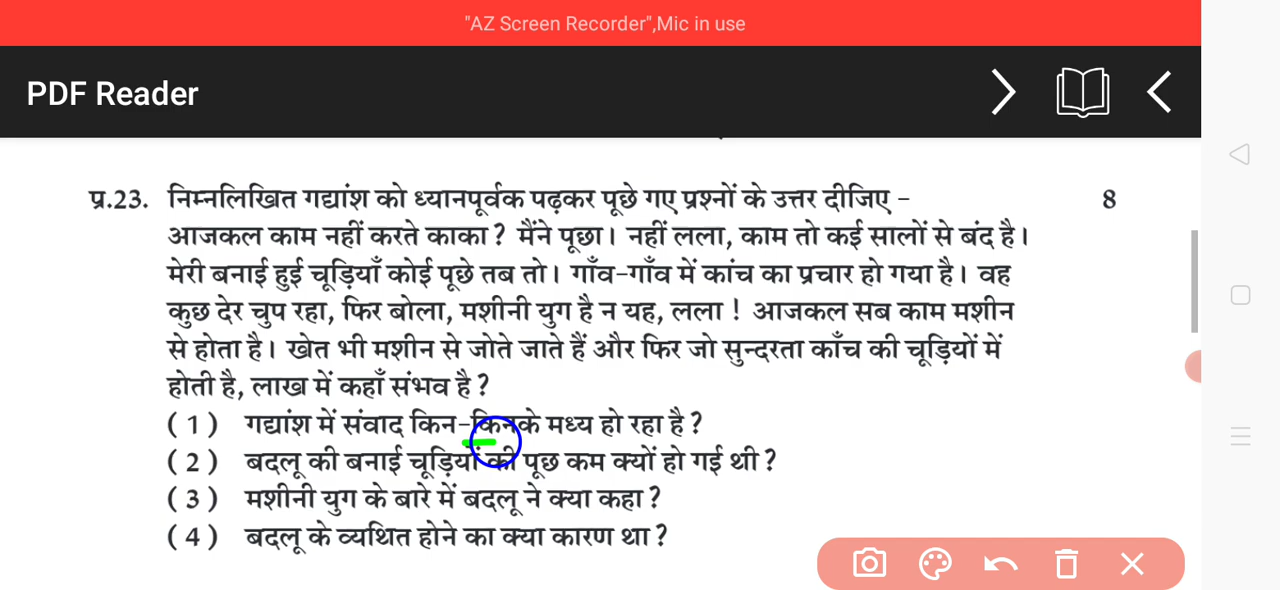 "AZ Screen Recorder",Mic in use
PDF Reader
प्र.23. निम्नलिखित गद्यांश को ध्यानपूर्वक पढ़कर पूछे गए प्रश्नों के उत्तर दीजिए – 8
आजकल काम नहीं करते काका? मैंने पूछा। नहीं लला, काम तो कई सालों से बंद है।
मेरी बनाई हुई चूड़ियाँ कोई पूछे तब तो। गाँव-गाँव में कांच का प्रचार हो गया है। वह
कुछ देर चुप रहा, फिर बोला, मशीनी युग है न यह, लला ! आजकल सब काम मशीन
से होता है। खेत भी मशीन से जोते जाते हैं और फिर जो सुन्दरता काँच की चूड़ियों में
होती है, लाख में कहाँ संभव है?
( 1 ) गद्यांश में संवाद किन-किनके मध्य हो रहा है?
( 2 ) बदलू की बनाई चूड़ियों की पूछ कम क्यों हो गई थी?
( 3 ) मशीनी युग के बारे में बदलू ने क्या कहा?
( 4 ) बदलू के व्यथित होने का क्या कारण था?